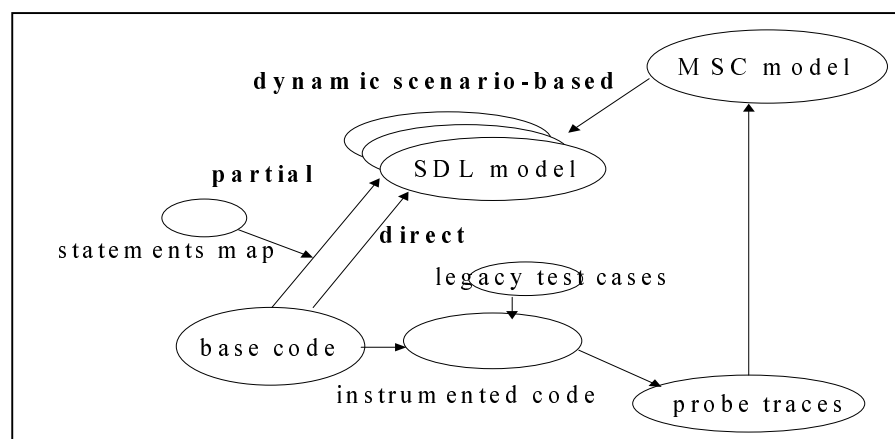 MSC model
dynamic scenario-based
SDL model
partial
direct
statements map
legacy test cases
base code
instrumented code
probe traces